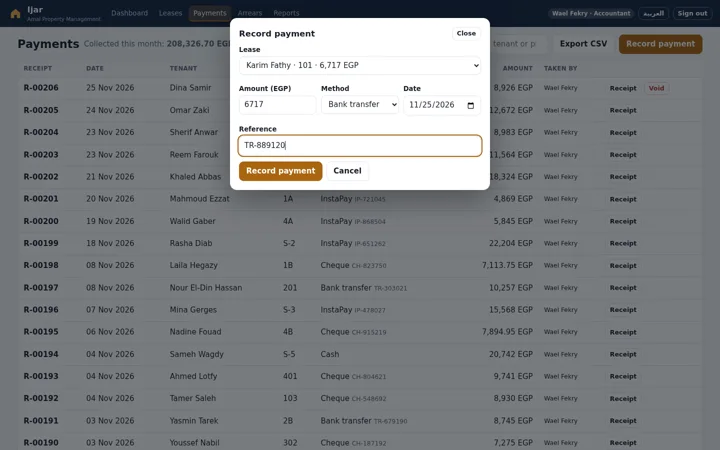 Ijar
Amal Property Management
Dashboard Leases Payments Arrears Reports
Wael Fekry · Accountant
العربية
Sign out
Payments Collected this month: 208,326.70 EG
tenant or p
Export CSV
Record payment
Record payment
Close
Lease
Karim Fathy · 101 · 6,717 EGP
Amount (EGP) Method Date
6717 Bank transfer 11/25/2026
Reference
TR-889120
Record payment Cancel
RECEIPT DATE TENANT AMOUNT TAKEN BY
R-00206 25 Nov 2026 Dina Samir 8,926 EGP Wael Fekry Receipt Void
R-00205 24 Nov 2026 Omar Zaki 12,672 EGP Wael Fekry Receipt
R-00204 23 Nov 2026 Sherif Anwar 8,983 EGP Wael Fekry Receipt
R-00203 23 Nov 2026 Reem Farouk 11,564 EGP Wael Fekry Receipt
R-00202 21 Nov 2026 Khaled Abbas 18,324 EGP Wael Fekry Receipt
R-00201 20 Nov 2026 Mahmoud Ezzat 1A InstaPay IP-721045 4,869 EGP Wael Fekry Receipt
R-00200 19 Nov 2026 Walid Gaber 4A InstaPay IP-868504 5,845 EGP Wael Fekry Receipt
R-00199 18 Nov 2026 Rasha Diab S-2 InstaPay IP-651262 22,204 EGP Wael Fekry Receipt
R-00198 08 Nov 2026 Laila Hegazy 1B Cheque CH-823750 7,113.75 EGP Wael Fekry Receipt
R-00197 08 Nov 2026 Nour El-Din Hassan 201 Bank transfer TR-303021 10,257 EGP Wael Fekry Receipt
R-00196 07 Nov 2026 Mina Gerges S-3 InstaPay IP-478027 15,568 EGP Wael Fekry Receipt
R-00195 06 Nov 2026 Nadine Fouad 4B Cheque CH-915219 7,894.95 EGP Wael Fekry Receipt
R-00194 04 Nov 2026 Sameh Wagdy S-5 Cash 20,742 EGP Wael Fekry Receipt
R-00193 04 Nov 2026 Ahmed Lotfy 401 Cheque CH-804621 9,741 EGP Wael Fekry Receipt
R-00192 04 Nov 2026 Tamer Saleh 103 Cheque CH-548692 8,930 EGP Wael Fekry Receipt
R-00191 03 Nov 2026 Yasmin Tarek 2B Bank transfer TR-679190 8,745 EGP Wael Fekry Receipt
R-00190 03 Nov 2026 Youssef Nabil 302 Cheque CH-187192 7,275 EGP Wael Fekry Receipt